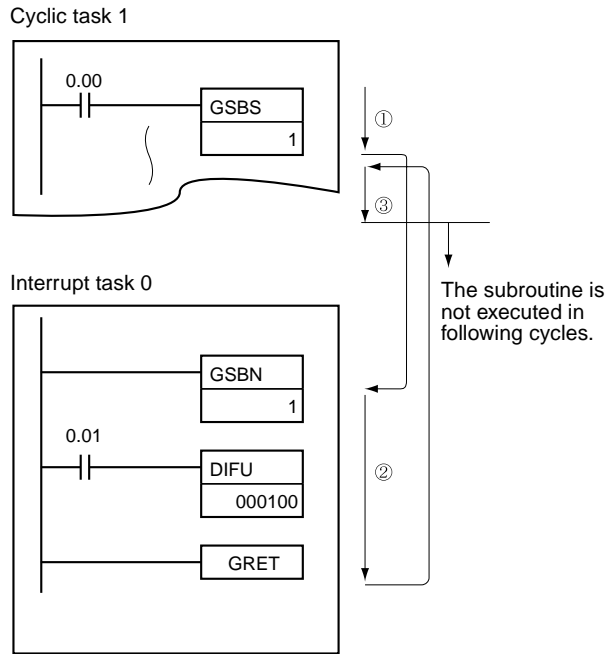 Cyclic task 1
0.00
GSBS
1
①
③
The subroutine is
not executed in
following cycles.
Interrupt task 0
GSBN
1
0.01
DIFU
000100
②
GRET